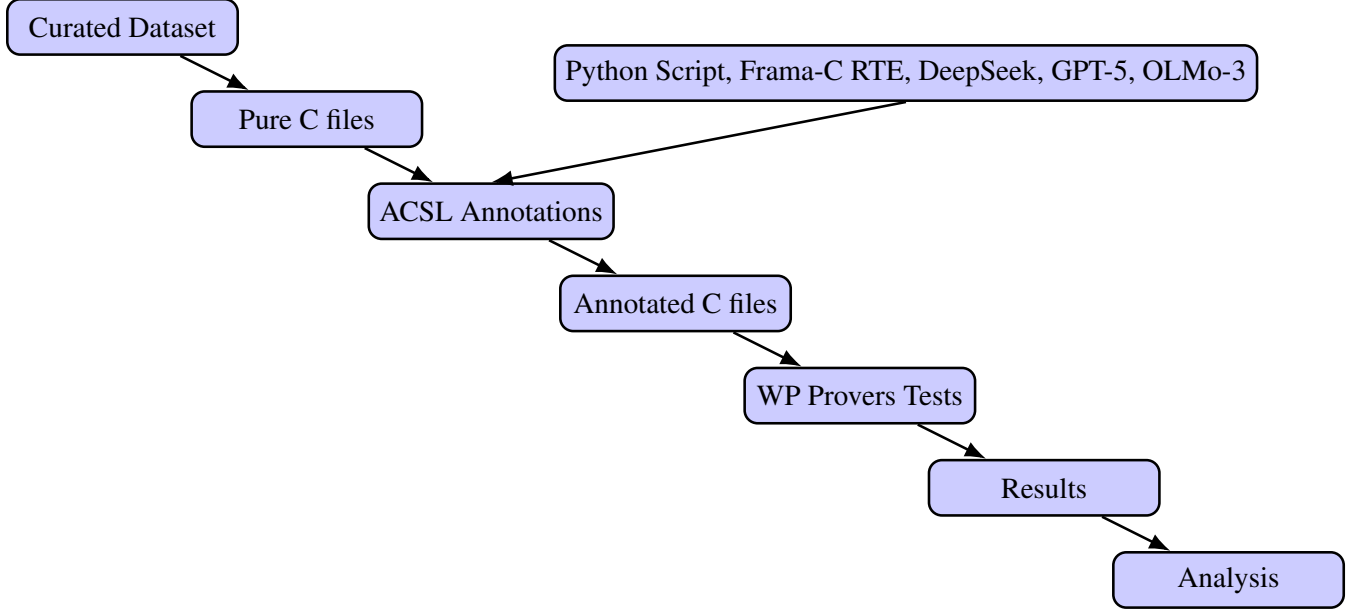 Curated Dataset
Python Script, Frama-C RTE, DeepSeek, GPT-5, OLMo-3
Pure C files
ACSL Annotations
Annotated C files
WP Provers Tests
Results
Analysis